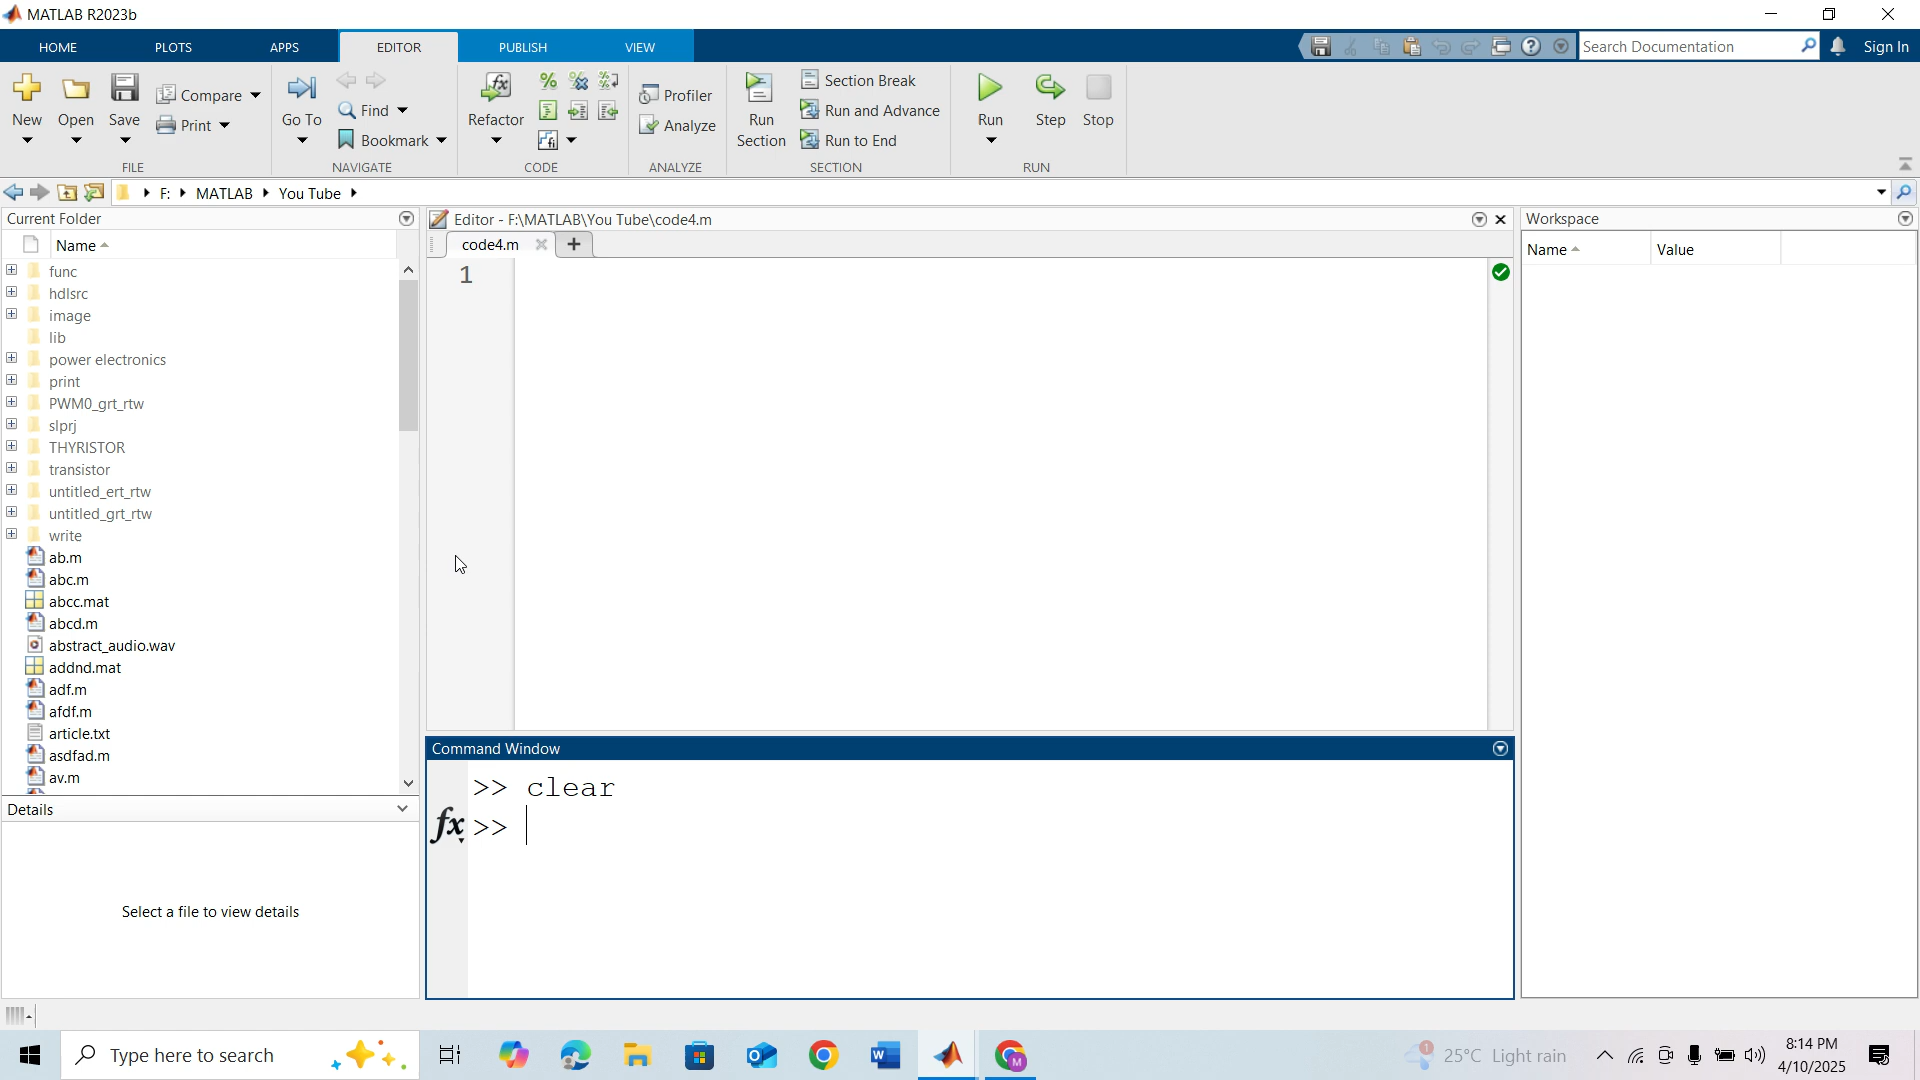 MATLAB R2023b
HOME PLOTS APPS EDITOR PUBLISH VIEW
Search Documentation
Sign In
New
Open
Save
Compare
Print
FILE
Go To
Find
Bookmark
NAVIGATE
Refactor
CODE
Profiler
Analyze
ANALYZE
Run
Section
Section Break
Run and Advance
Run to End
SECTION
Run
Step
Stop
RUN
F: MATLAB You Tube
Current Folder
Name
func
hdlsrc
image
lib
power electronics
print
PWM0_grt_rtw
slprj
THYRISTOR
transistor
untitled_ert_rtw
untitled_grt_rtw
write
ab.m
abc.m
abcc.mat
abcd.m
abstract_audio.wav
addnd.mat
adf.m
afdf.m
article.txt
asdfad.m
av.m
Details
Select a file to view details
Editor - F:\MATLAB\You Tube\code4.m
code4.m
1
Command Window
>> clear
fx >>
Workspace
Name Value
Type here to search
25°C Light rain
8:14 PM
4/10/2025